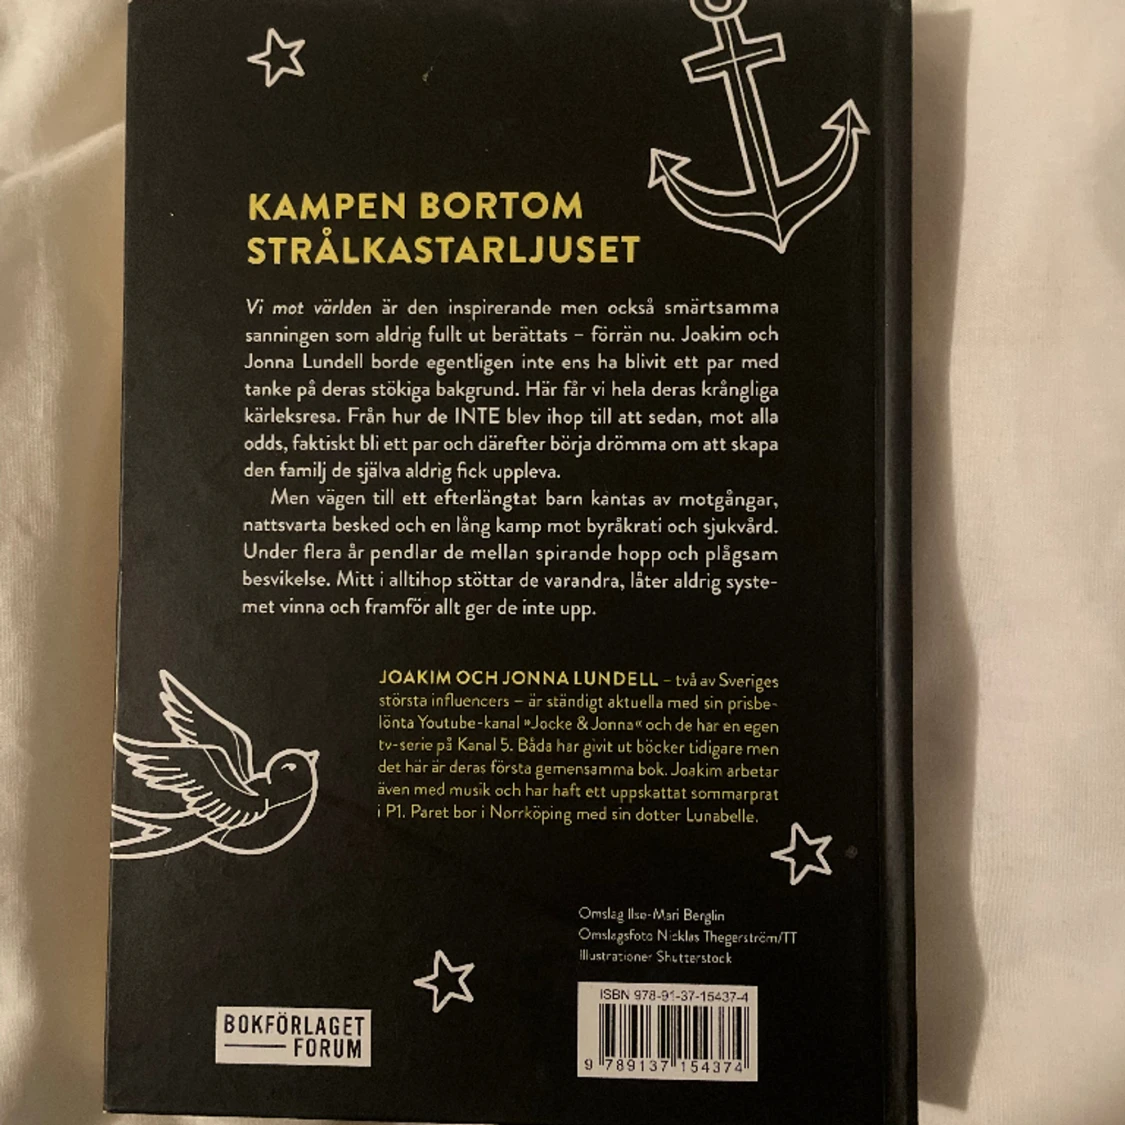 KAMPEN BORTOM
STRÅLKASTARLJUSET
Vi mot världen är den inspirerande men också smärtsamma
sanningen som aldrig fullt ut berättats – förrän nu. Joakim och
Jonna Lundell borde egentligen inte ens ha blivit ett par med
tanke på deras stökiga bakgrund. Här får vi hela deras krångliga
kärleksresa. Från hur de INTE blev ihop till att sedan, mot alla
odds, faktiskt bli ett par och därefter börja drömma om att skapa
den familj de själva aldrig fick uppleva.
Men vägen till ett efterlängtat barn kantas av motgångar,
nattsvarta besked och en lång kamp mot byråkrati och sjukvård.
Under flera år pendlar de mellan spirande hopp och plågsam
besvikelse. Mitt i alltihop stöttar de varandra, låter aldrig syste-
met vinna och framför allt ger de inte upp.
JOAKIM OCH JONNA LUNDELL – två av Sveriges
största influencers – är ständigt aktuella med sin prisbe-
lönta Youtube-kanal »Jocke & Jonna« och de har en egen
tv-serie på Kanal 5. Båda har givit ut böcker tidigare men
det här är deras första gemensamma bok. Joakim arbetar
även med musik och har haft ett uppskattat sommarprat
i P1. Paret bor i Norrköping med sin dotter Lunabelle.
Omslag Ilse-Mari Berglin
Omslagsfoto Nicklas Thegerström/TT
Illustrationer Shutterstock
ISBN 978-91-37-15437-4
9 789137 154374
BOKFÖRLAGET
FORUM